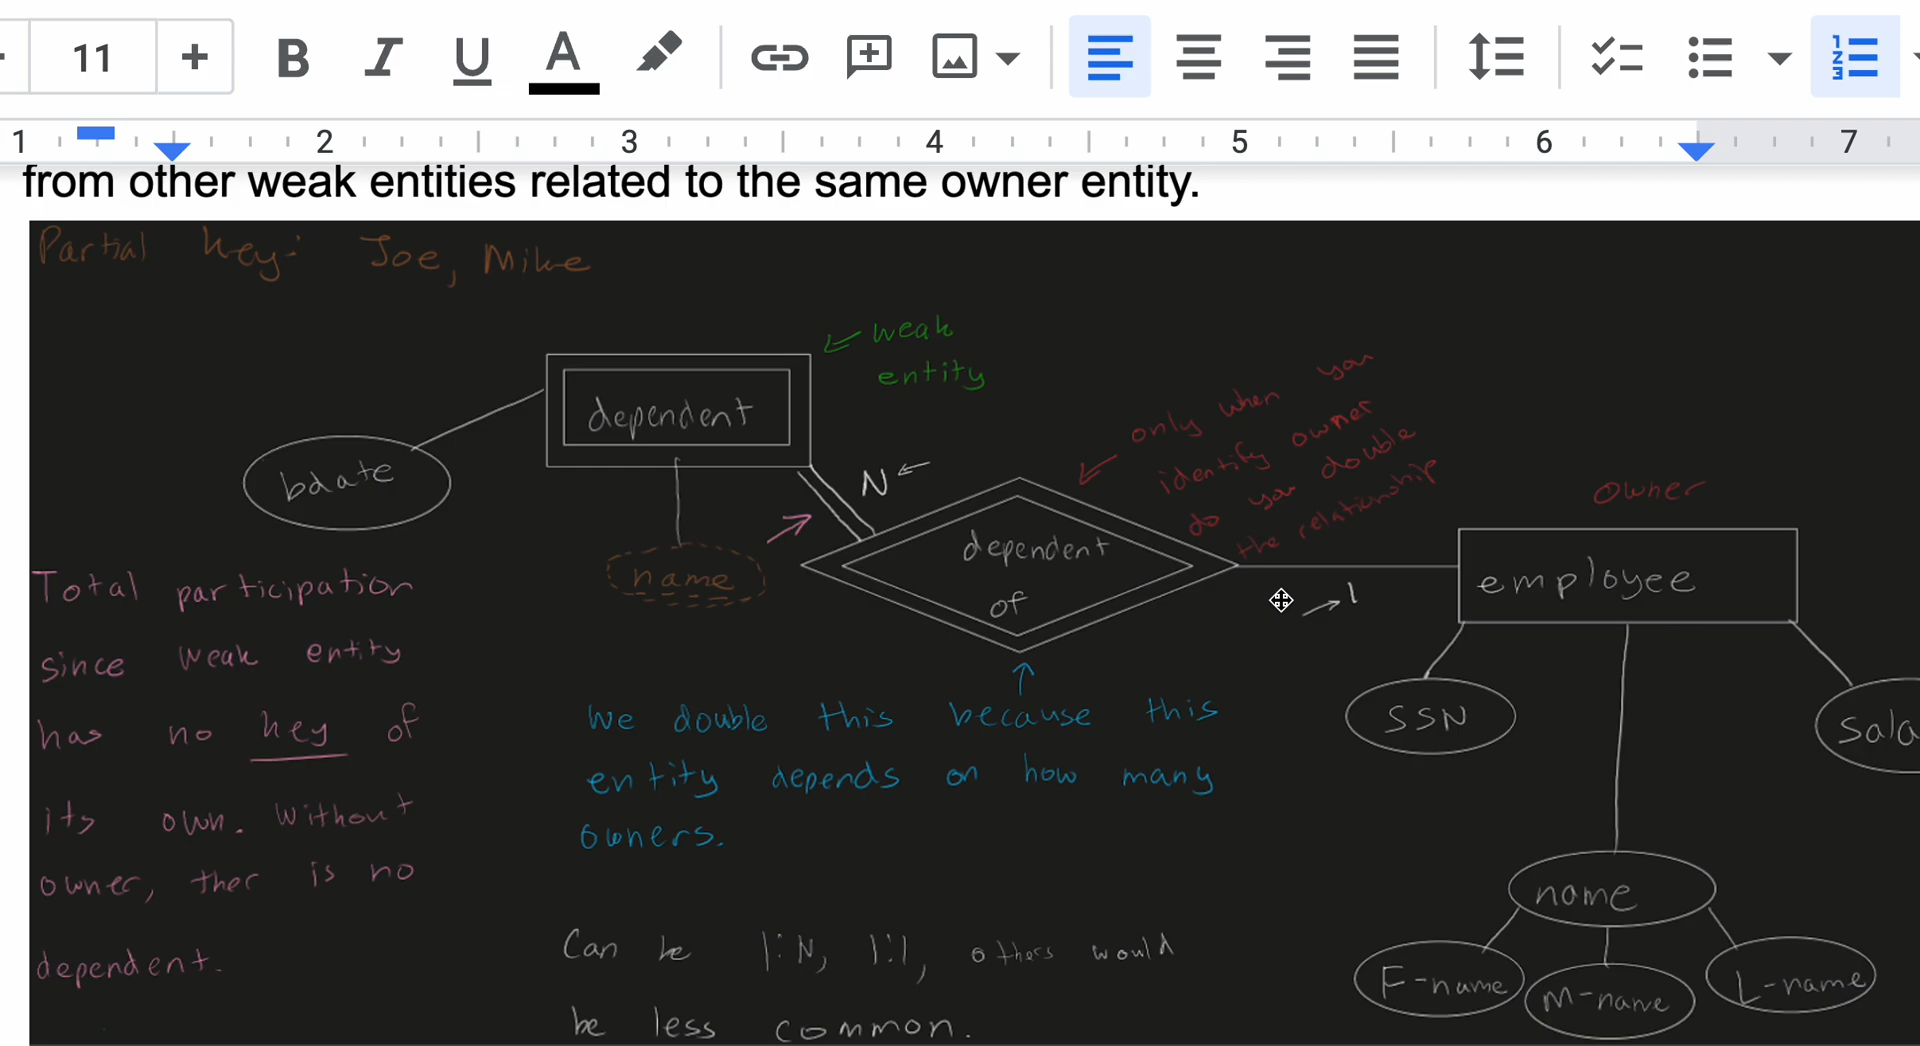 11
1 2 3 4 5 6 7
from other weak entities related to the same owner entity.
Partial key: Joe, Mike
weak
entity
dependent
bdate
name
N
dependent
of
only when you
identify owner
do you double
the relationship
Owner
employee
1
SSN
Sala
name
F-name
M-name
L-name
Total participation
since weak entity
has no key of
its own. Without
owner, ther is no
dependent.
We double this because this
entity depends on how many
owners.
Can be 1:N, 1:1, others would
be less common.